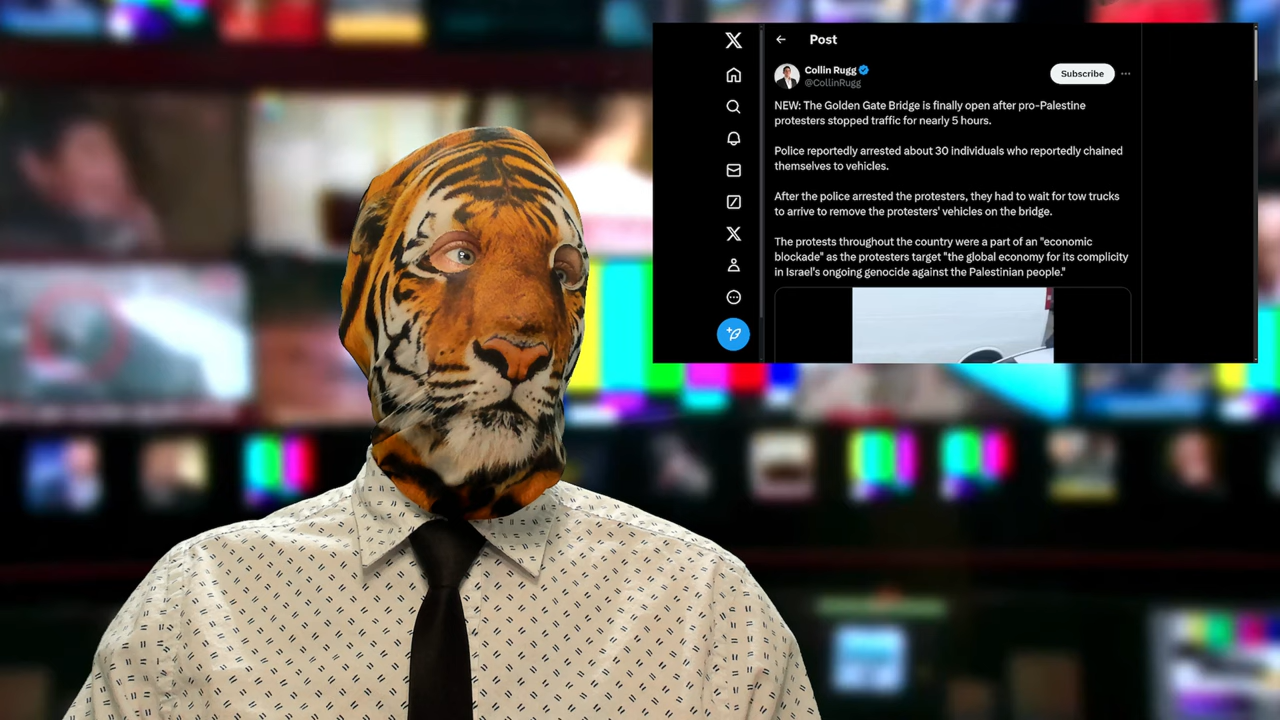 Post
Collin Rugg
@CollinRugg
Subscribe
NEW: The Golden Gate Bridge is finally open after pro-Palestine
protesters stopped traffic for nearly 5 hours.
Police reportedly arrested about 30 individuals who reportedly chained
themselves to vehicles.
After the police arrested the protesters, they had to wait for tow trucks
to arrive to remove the protesters' vehicles on the bridge.
The protests throughout the country were a part of an "economic
blockade" as the protesters target "the global economy for its complicity
in Israel's ongoing genocide against the Palestinian people."